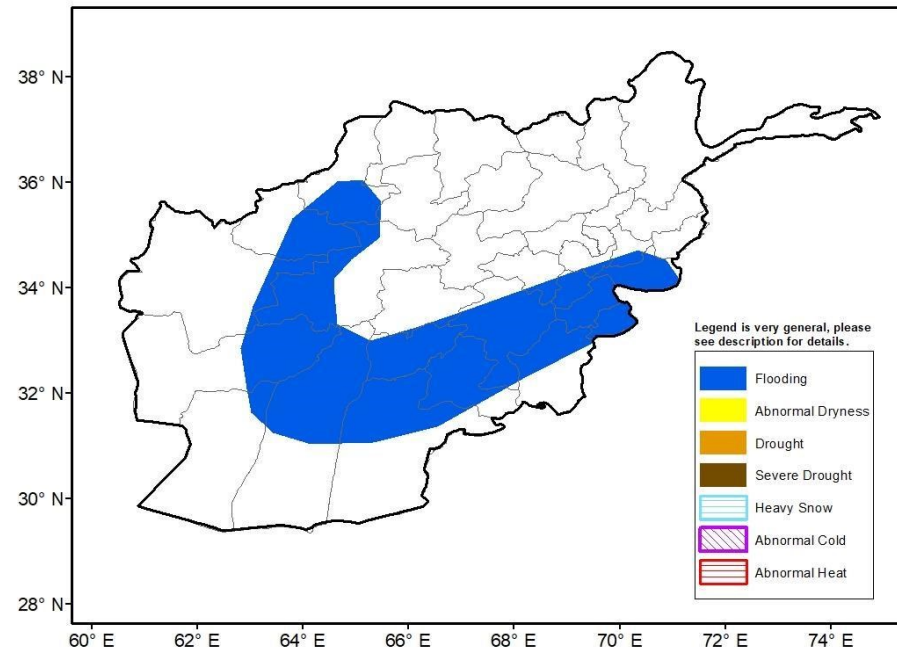 38° N
36° N
34° N
32° N
30° N
28° N
Legend is very general, please
see description for details.
Flooding
Abnormal Dryness
Drought
Severe Drought
Heavy Snow
Abnormal Cold
Abnormal Heat
60° E 62° E 64° E 66° E 68° E 70° E 72° E 74° E